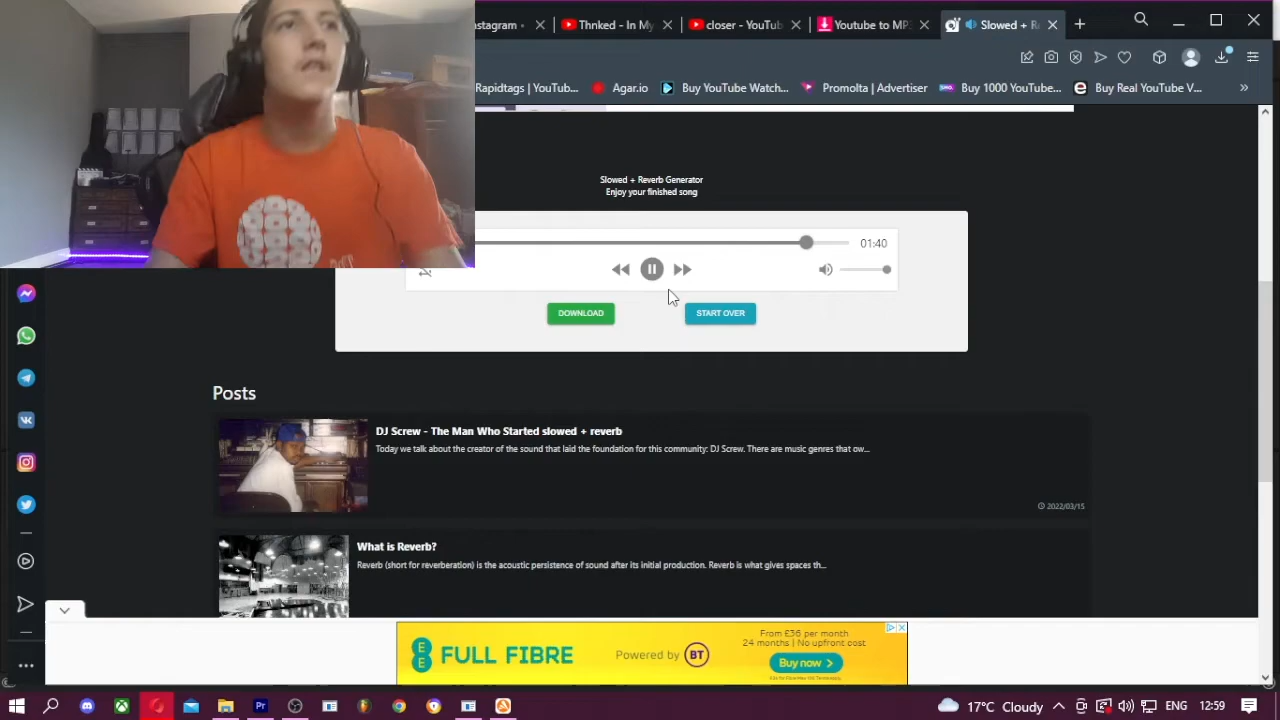 nstagram
Thnked - In My
closer - YouTub
Youtube to MP3
Slowed + Re
Rapidtags | YouTub...
Agar.io
Buy YouTube Watch...
Promolta | Advertiser
SMO.
Buy 1000 YouTube...
Buy Real YouTube V...
Slowed + Reverb Generator
Enjoy your finished song
01:40
DOWNLOAD
START OVER
Posts
DJ Screw - The Man Who Started slowed + reverb
Today we talk about the creator of the sound that laid the foundation for this community: DJ Screw. There are music genres that ow...
2022/03/15
What is Reverb?
Reverb (short for reverberation) is the acoustic persistence of sound after its initial production. Reverb is what gives spaces th...
EE FULL FIBRE
Powered by BT
From £36 per month
24 months | No upfront cost
Buy now >
17°C Cloudy
ENG
12:59